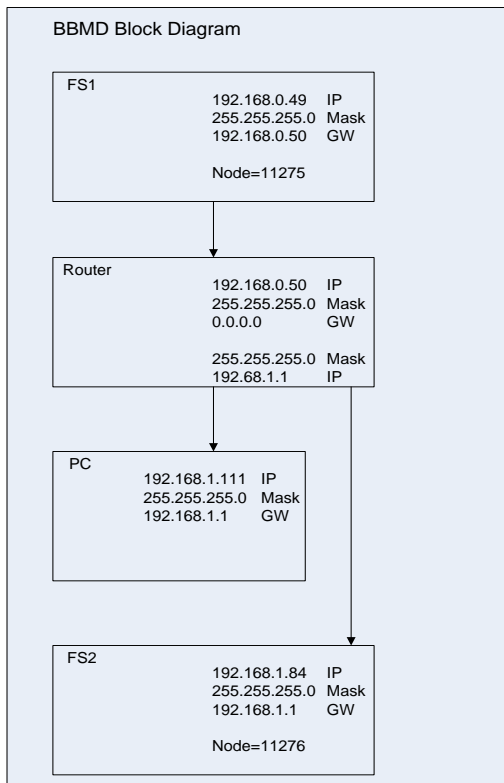 BBMD Block Diagram
FS1
192.168.0.49 IP
255.255.255.0 Mask
192.168.0.50 GW
Node=11275
Router
192.168.0.50 IP
255.255.255.0 Mask
0.0.0.0 GW
255.255.255.0 Mask
192.68.1.1 IP
PC
192.168.1.111 IP
255.255.255.0 Mask
192.168.1.1 GW
FS2
192.168.1.84 IP
255.255.255.0 Mask
192.168.1.1 GW
Node=11276